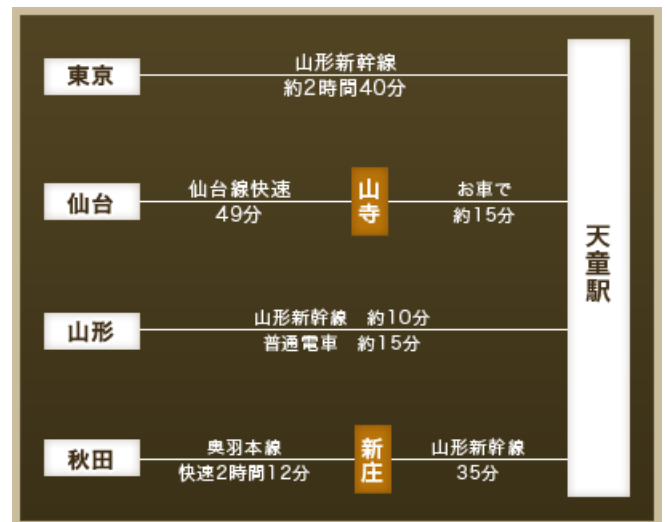 東京
山形新幹線
約2時間40分
仙台
仙台線快速
49分
山寺
お車で
約15分
山形
山形新幹線　約10分
普通電車　約15分
秋田
奥羽本線
快速2時間12分
新庄
山形新幹線
35分
天童駅